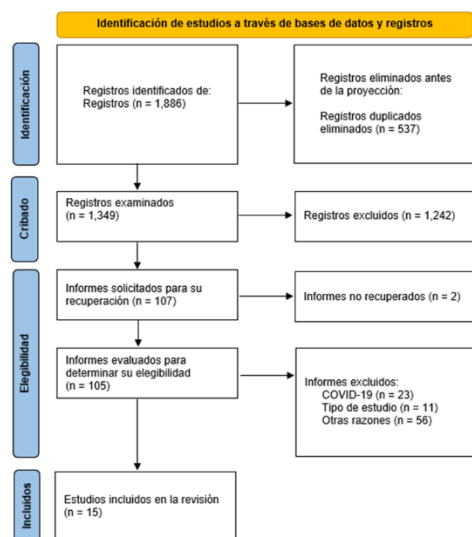 Identificación de estudios a través de bases de datos y registros
Identificación
Registros identificados de:
Registros (n = 1,886)
Registros eliminados antes
de la proyección:
Registros duplicados
eliminados (n = 537)
Cribado
Registros examinados
(n = 1,349)
Registros excluidos (n = 1,242)
Elegibilidad
Informes solicitados para su
recuperación (n = 107)
Informes no recuperados (n = 2)
Informes evaluados para
determinar su elegibilidad
(n = 105)
Informes excluidos:
COVID-19 (n = 23)
Tipo de estudio (n = 11)
Otras razones (n = 56)
Incluidos
Estudios incluidos en la revisión
(n = 15)